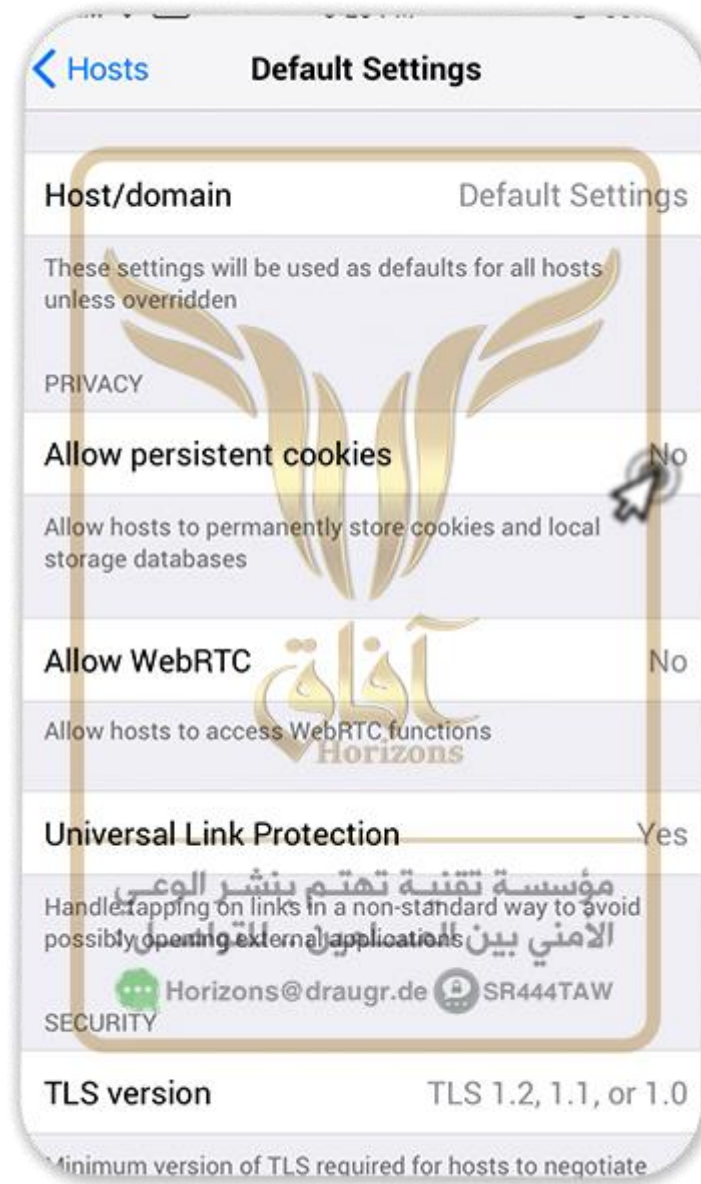 Hosts
Default Settings
Host/domain
Default Settings
These settings will be used as defaults for all hosts
unless overridden
PRIVACY
Allow persistent cookies
No
Allow hosts to permanently store cookies and local
storage databases
آفاق
Allow WebRTC
No
Allow hosts to access WebRTC functions
Horizons
Universal Link Protection
Yes
مؤسسة تقنية تهتم بنشر الوعي
Handle tapping on links in a non-standard way to avoid
possibly opening external applications
الأمني بين المسلمين .. للتواصل :
Horizons@draugr.de
SR444TAW
SECURITY
TLS version
TLS 1.2, 1.1, or 1.0
Minimum version of TLS required for hosts to negotiate